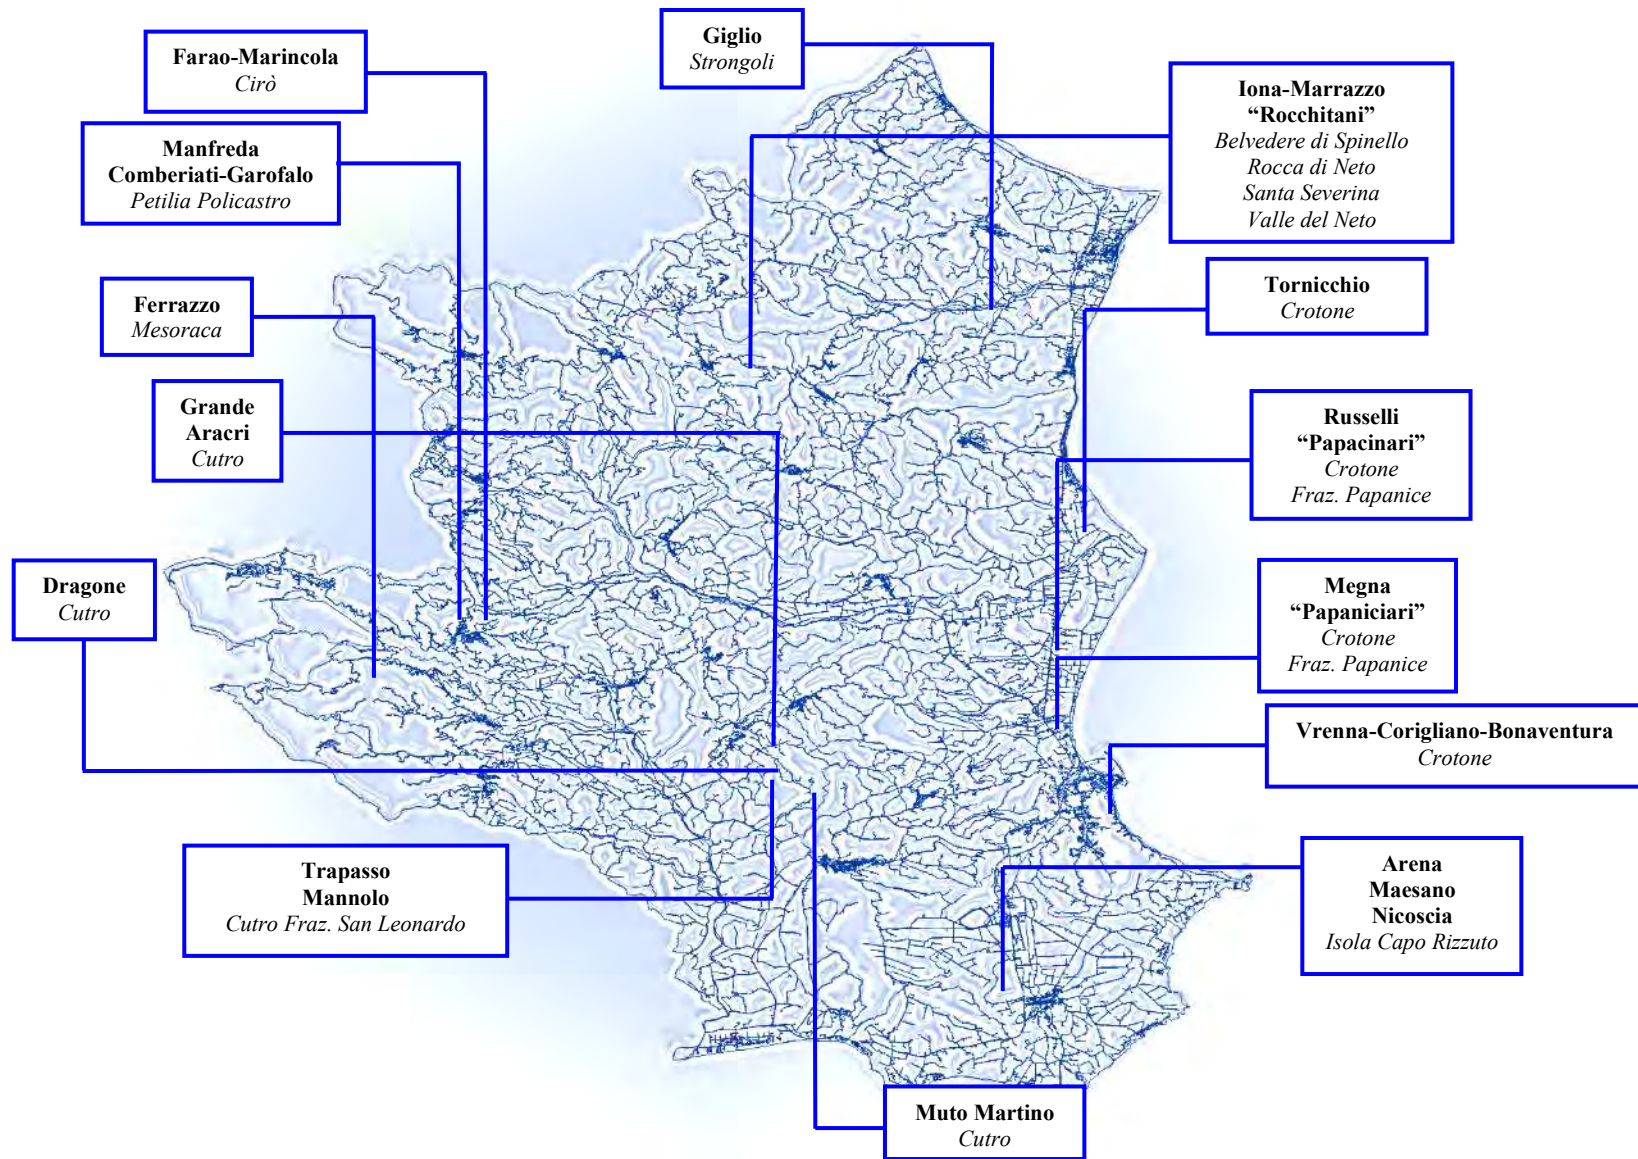 Giglio
Strongoli
Farao-Marincola
Cirò
Iona-Marrazzo
“Rocchitani”
Belvedere di Spinello
Rocca di Neto
Santa Severina
Valle del Neto
Manfreda
Comberiati-Garofalo
Petilia Policastro
Ferrazzo
Mesoraca
Tornicchio
Crotone
Grande
Aracri
Cutro
Russelli
“Papacinari”
Crotone
Fraz. Papanice
Dragone
Cutro
Megna
“Papaniciari”
Crotone
Fraz. Papanice
Vrenna-Corigliano-Bonaventura
Crotone
Trapasso
Mannolo
Cutro Fraz. San Leonardo
Arena
Maesano
Nicoscia
Isola Capo Rizzuto
Muto Martino
Cutro